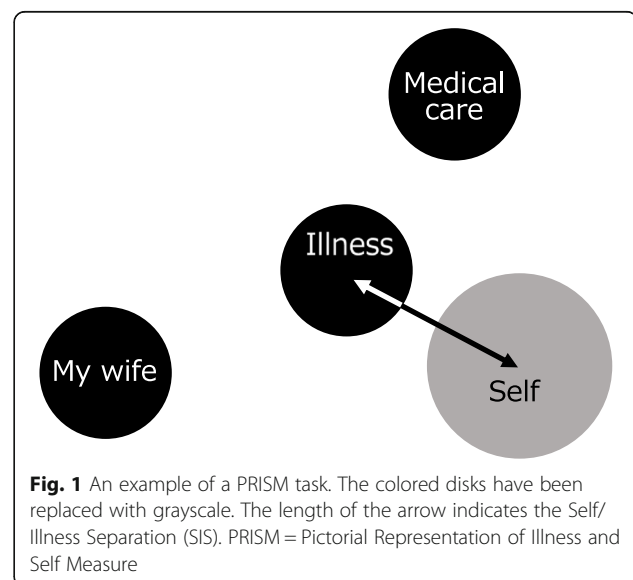 Medical
care
Illness
My wife
Self
Fig. 1 An example of a PRISM task. The colored disks have been
replaced with grayscale. The length of the arrow indicates the Self/
Illness Separation (SIS). PRISM = Pictorial Representation of Illness and
Self Measure